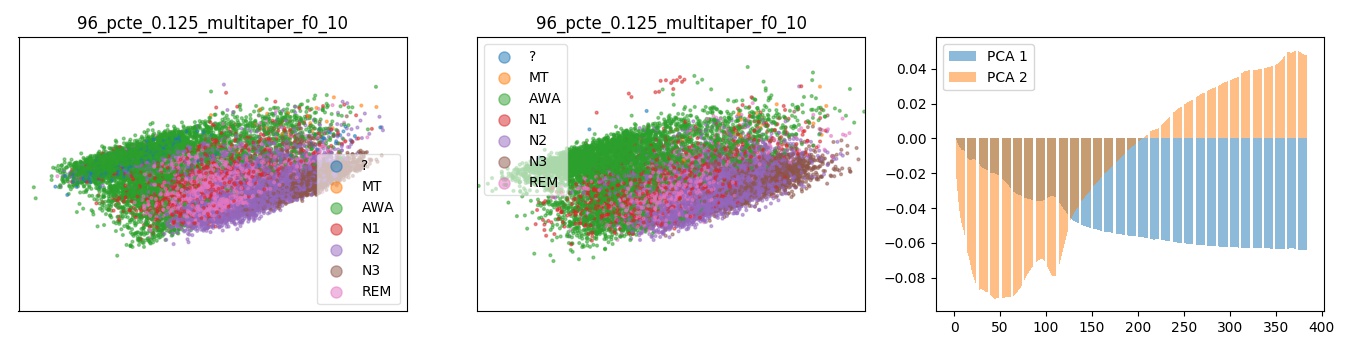 96_pcte_0.125_multitaper_f0_10
?
MT
AWA
N1
N2
N3
REM
96_pcte_0.125_multitaper_f0_10
?
MT
AWA
N1
N2
N3
REM
PCA 1
PCA 2
0.04
0.02
0.00
−0.02
−0.04
−0.06
−0.08
0 50 100 150 200 250 300 350 400